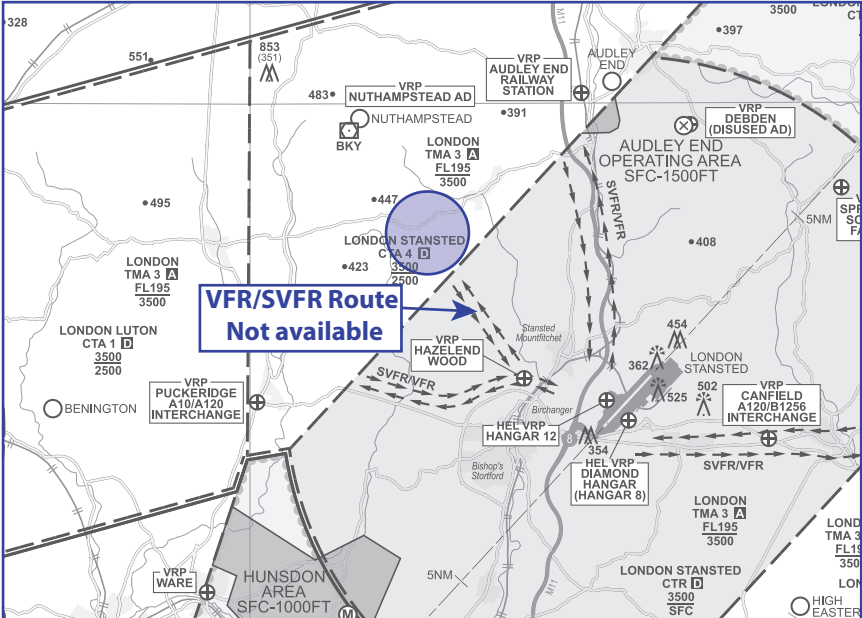 328
551
853
(351)
483
VRP
NUTHAMPSTEAD AD
NUTHAMPSTEAD
BKY
391
VRP
AUDLEY END
RAILWAY
STATION
AUDLEY
END
M11
397
3500
VRP
DEBDEN
(DISUSED AD)
AUDLEY END
OPERATING AREA
SFC-1500FT
LONDON
TMA 3 A
FL195
3500
495
447
LONDON STANSTED
CTA 4 D
3500
2500
423
SVFR/VFR
408
5NM
LONDON
TMA 3 A
FL195
3500
LONDON LUTON
CTA 1 D
3500
2500
VFR/SVFR Route
Not available
VRP
HAZELEND
WOOD
Stansted
Mountfitchet
454
362
LONDON
STANSTED
525
502
SVFR/VFR
VRP
PUCKERIDGE
A10/A120
INTERCHANGE
BENINGTON
Birchanger
HEL VRP
HANGAR 12
8
354
VRP
CANFIELD
A120/B1256
INTERCHANGE
HEL VRP
DIAMOND
HANGAR
(HANGAR 8)
SVFR/VFR
Bishop's
Stortford
LONDON
TMA 3 A
FL195
3500
LONDON STANSTED
CTR D
3500
SFC
5NM
M11
VRP
WARE
HUNSDON
AREA
SFC-1000FT
M
HIGH
EASTER